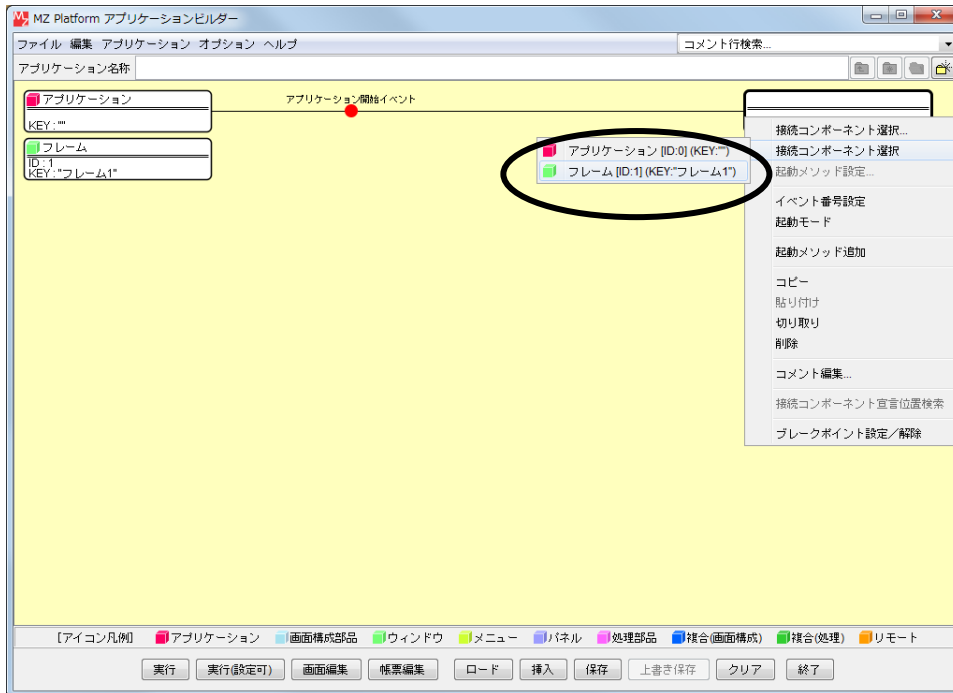 MZ Platform アプリケーションビルダー
ファイル 編集 アプリケーション オプション ヘルプ
コメント行検索...
アプリケーション名称
アプリケーション
アプリケーション開始イベント
KEY : ""
フレーム
ID : 1
KEY : "フレーム1"
アプリケーション [ID:0] (KEY:"")
フレーム [ID:1] (KEY:"フレーム1")
接続コンポーネント選択...
接続コンポーネント選択
起動メソッド設定...
イベント番号設定
起動モード
起動メソッド追加
コピー
貼り付け
切り取り
削除
コメント編集...
接続コンポーネント宣言位置検索
ブレークポイント設定／解除
[アイコン凡例] アプリケーション 画面構成部品 ウィンドウ メニュー パネル 処理部品 複合(画面構成) 複合(処理) リモート
実行 実行(設定可) 画面編集 帳票編集 ロード 挿入 保存 上書き保存 クリア 終了